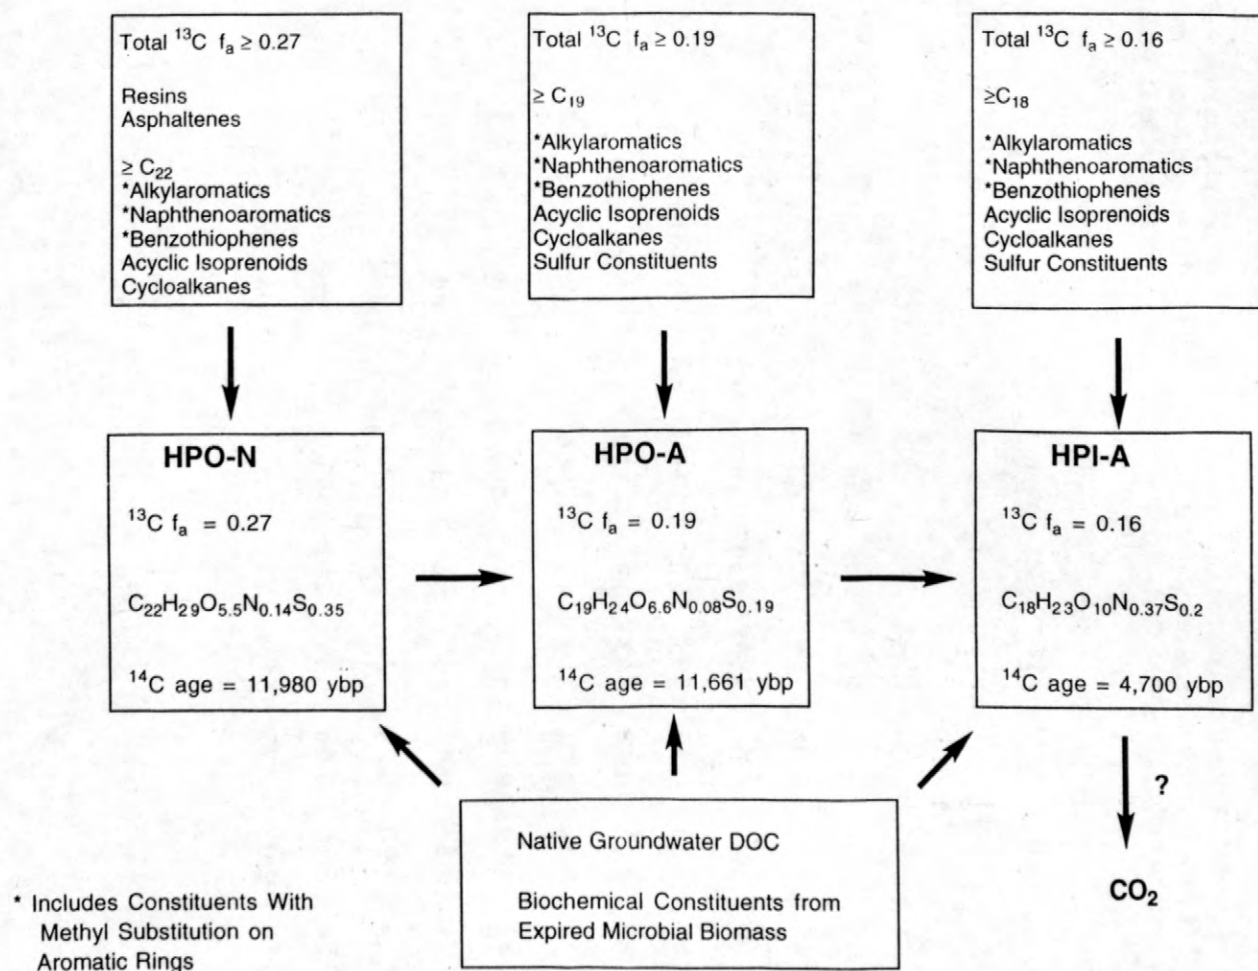 Total ¹³C fₐ ≥ 0.27
Resins
Asphaltenes
≥ C₂₂
*Alkylaromatics
*Naphthenoaromatics
*Benzothiophenes
Acyclic Isoprenoids
Cycloalkanes
Total ¹³C fₐ ≥ 0.19
≥ C₁₉
*Alkylaromatics
*Naphthenoaromatics
*Benzothiophenes
Acyclic Isoprenoids
Cycloalkanes
Sulfur Constituents
Total ¹³C fₐ ≥ 0.16
≥C₁₈
*Alkylaromatics
*Naphthenoaromatics
*Benzothiophenes
Acyclic Isoprenoids
Cycloalkanes
Sulfur Constituents
HPO-N
¹³C fₐ = 0.27
C₂₂H₂₉O₅.₅N₀.₁₄S₀.₃₅
¹⁴C age = 11,980 ybp
HPO-A
¹³C fₐ = 0.19
C₁₉H₂₄O₆.₆N₀.₀₈S₀.₁₉
¹⁴C age = 11,661 ybp
HPI-A
¹³C fₐ = 0.16
C₁₈H₂₃O₁₀N₀.₃₇S₀.₂
¹⁴C age = 4,700 ybp
?
CO₂
Native Groundwater DOC
Biochemical Constituents from
Expired Microbial Biomass
* Includes Constituents With
Methyl Substitution on
Aromatic Rings